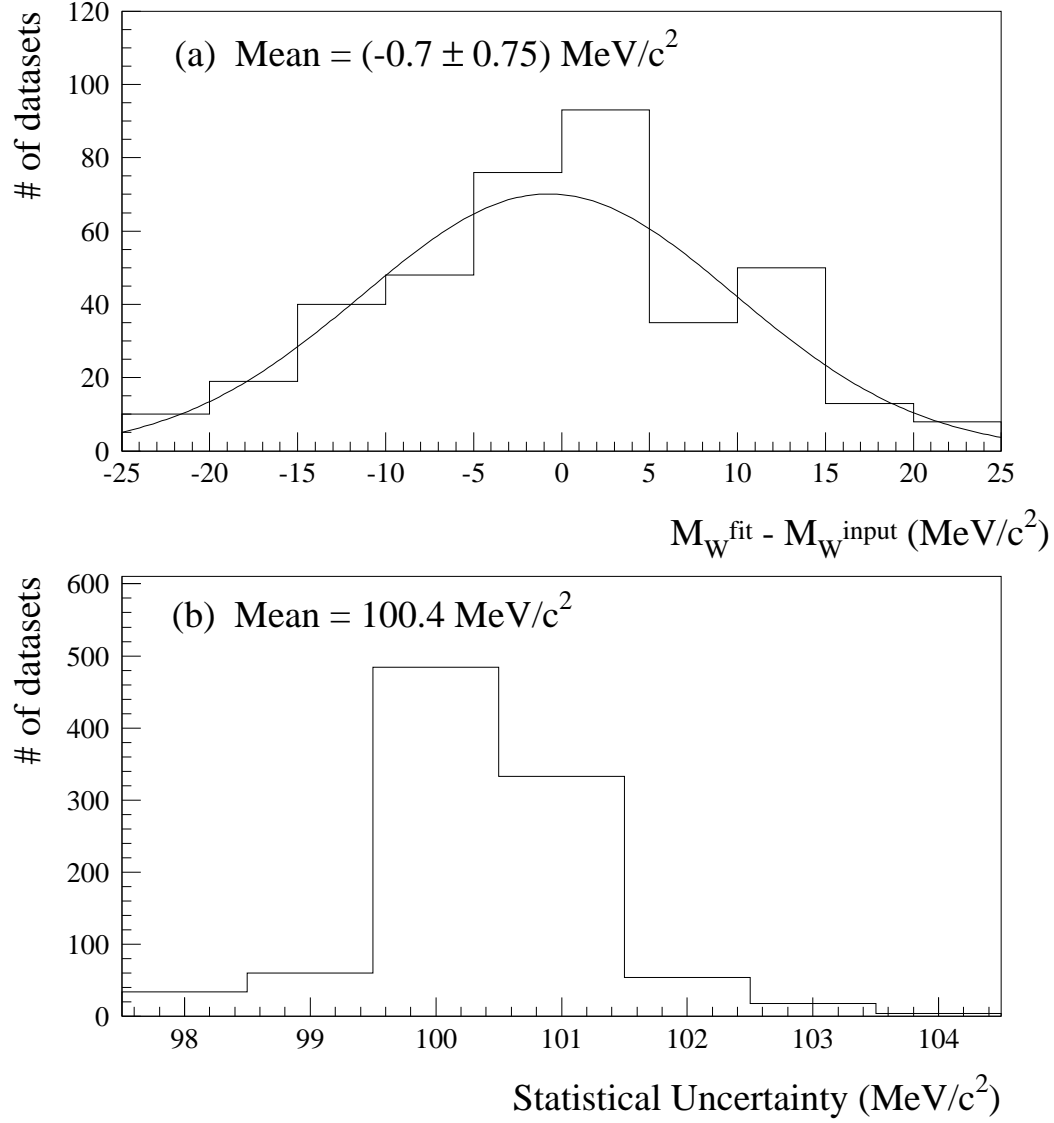 120
100
80
60
40
20
0
# of datasets
(a) Mean = (-0.7 ± 0.75) MeV/c²
-25 -20 -15 -10 -5 0 5 10 15 20 25
M_W^fit - M_W^input (MeV/c²)
600
500
400
300
200
100
0
# of datasets
(b) Mean = 100.4 MeV/c²
98 99 100 101 102 103 104
Statistical Uncertainty (MeV/c²)